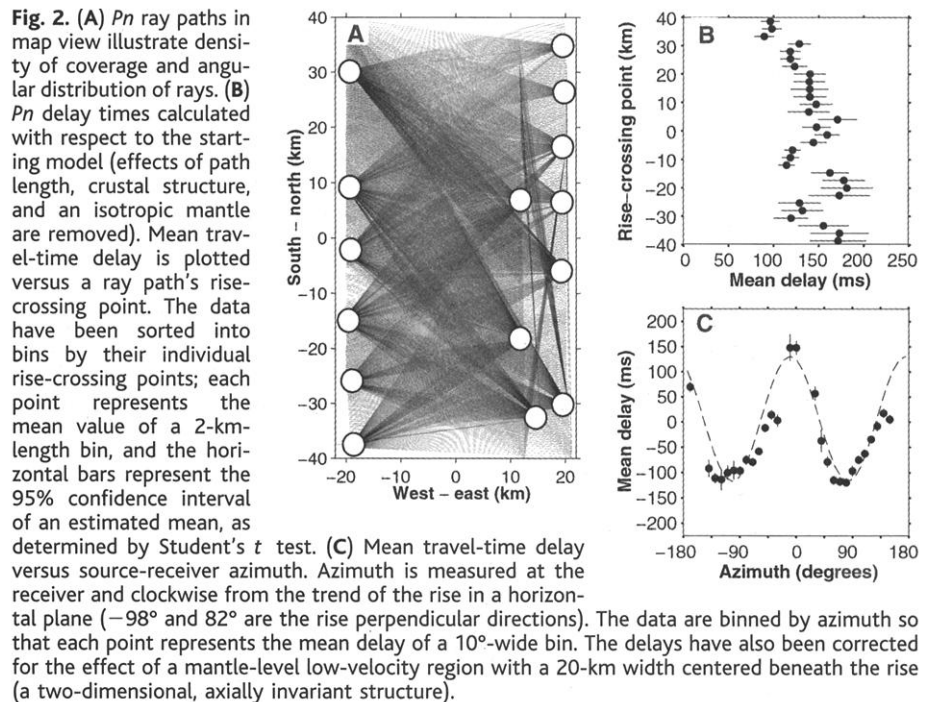 Fig. 2. (A) Pn ray paths in
map view illustrate densi-
ty of coverage and angu-
lar distribution of rays. (B)
Pn delay times calculated
with respect to the start-
ing model (effects of path
length, crustal structure,
and an isotropic mantle
are removed). Mean trav-
el-time delay is plotted
versus a ray path's rise-
crossing point. The data
have been sorted into
bins by their individual
rise-crossing points; each
point represents the
mean value of a 2-km-
length bin, and the hori-
zontal bars represent the
95% confidence interval
of an estimated mean, as
determined by Student's t test. (C) Mean travel-time delay
versus source-receiver azimuth. Azimuth is measured at the
receiver and clockwise from the trend of the rise in a horizon-
tal plane (−98° and 82° are the rise perpendicular directions). The data are binned by azimuth so
that each point represents the mean delay of a 10°-wide bin. The delays have also been corrected
for the effect of a mantle-level low-velocity region with a 20-km width centered beneath the rise
(a two-dimensional, axially invariant structure).
A
South – north (km)
40
30
20
10
0
−10
−20
−30
−40
−20 −10 0 10 20
West – east (km)
B
Rise–crossing point (km)
40
30
20
10
0
−10
−20
−30
−40
0 50 100 150 200 250
Mean delay (ms)
C
Mean delay (ms)
200
150
100
50
0
−50
−100
−150
−200
−180 −90 0 90 180
Azimuth (degrees)